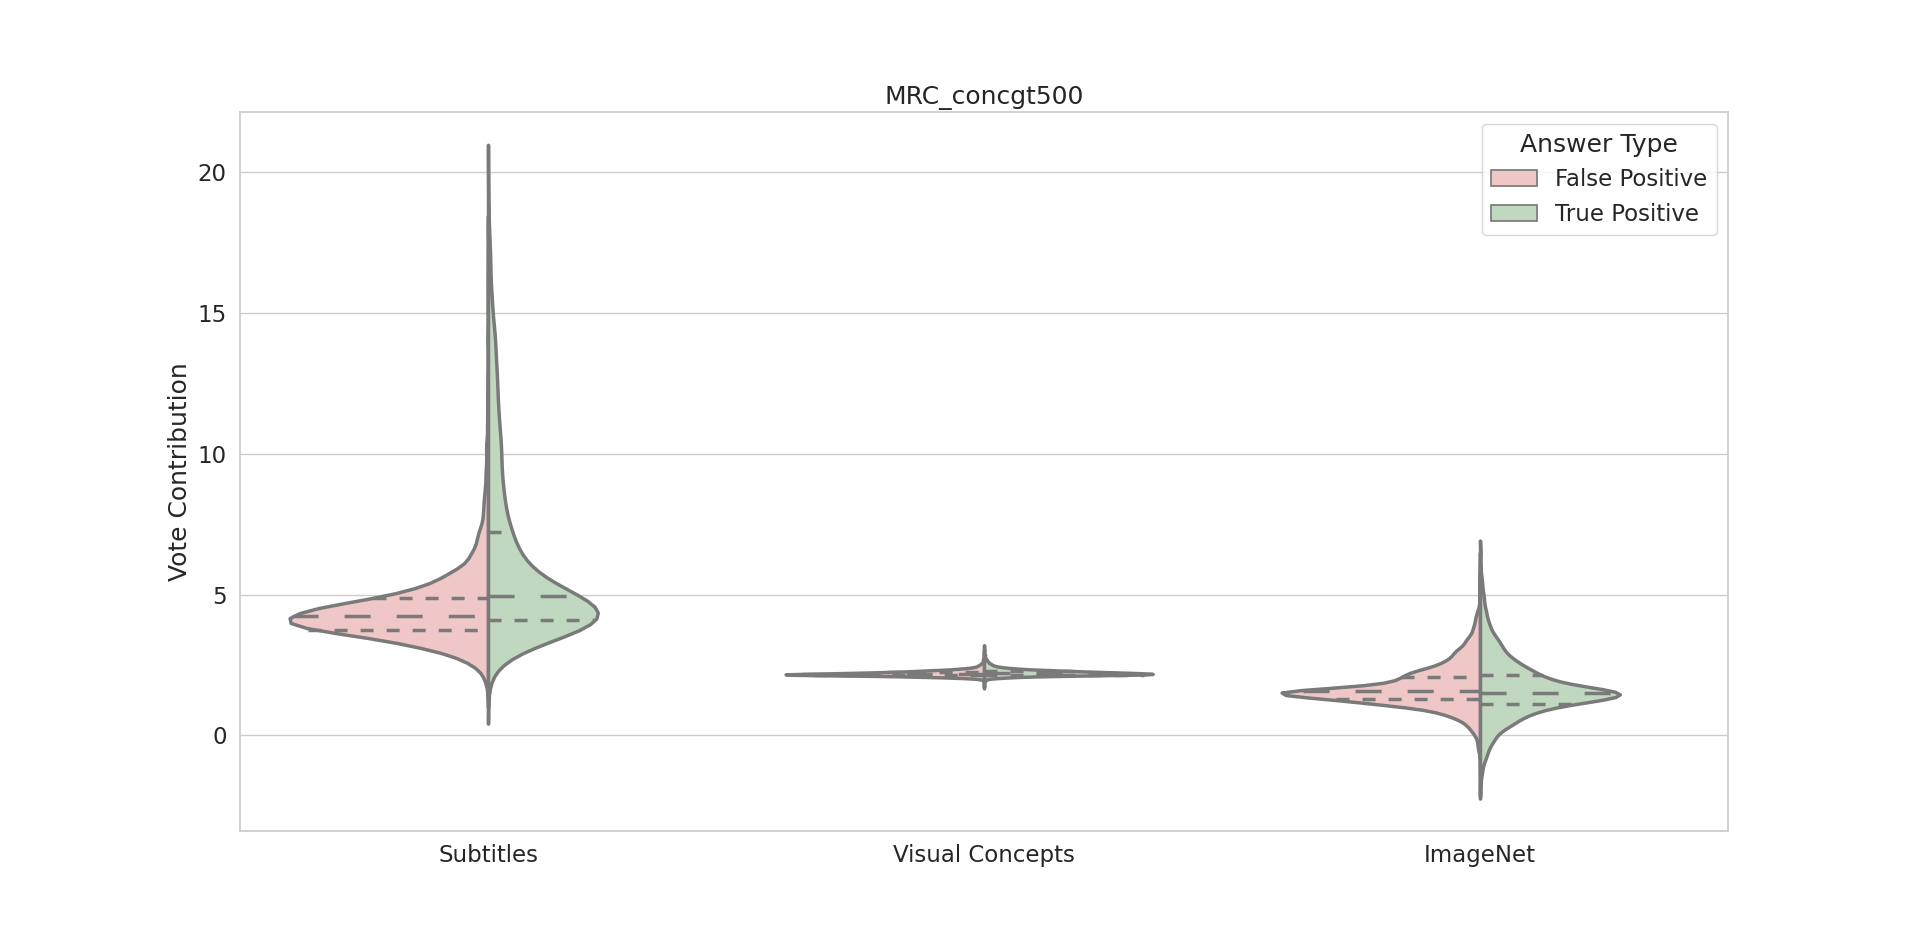 MRC_concgt500
Answer Type
False Positive
True Positive
Vote Contribution
20
15
10
5
0
Subtitles
Visual Concepts
ImageNet